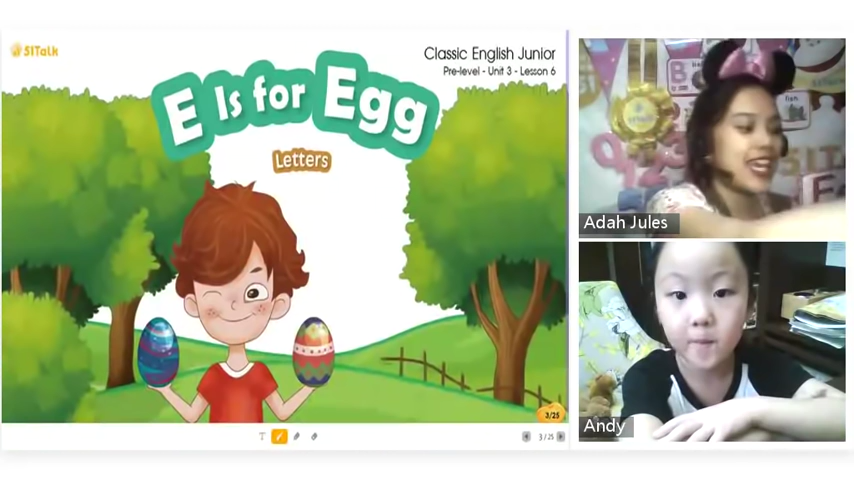 51Talk
Classic English Junior
Pre-level - Unit 3 - Lesson 6
E Is for Egg
Letters
3/25
T
3 / 25
Adah Jules
Andy